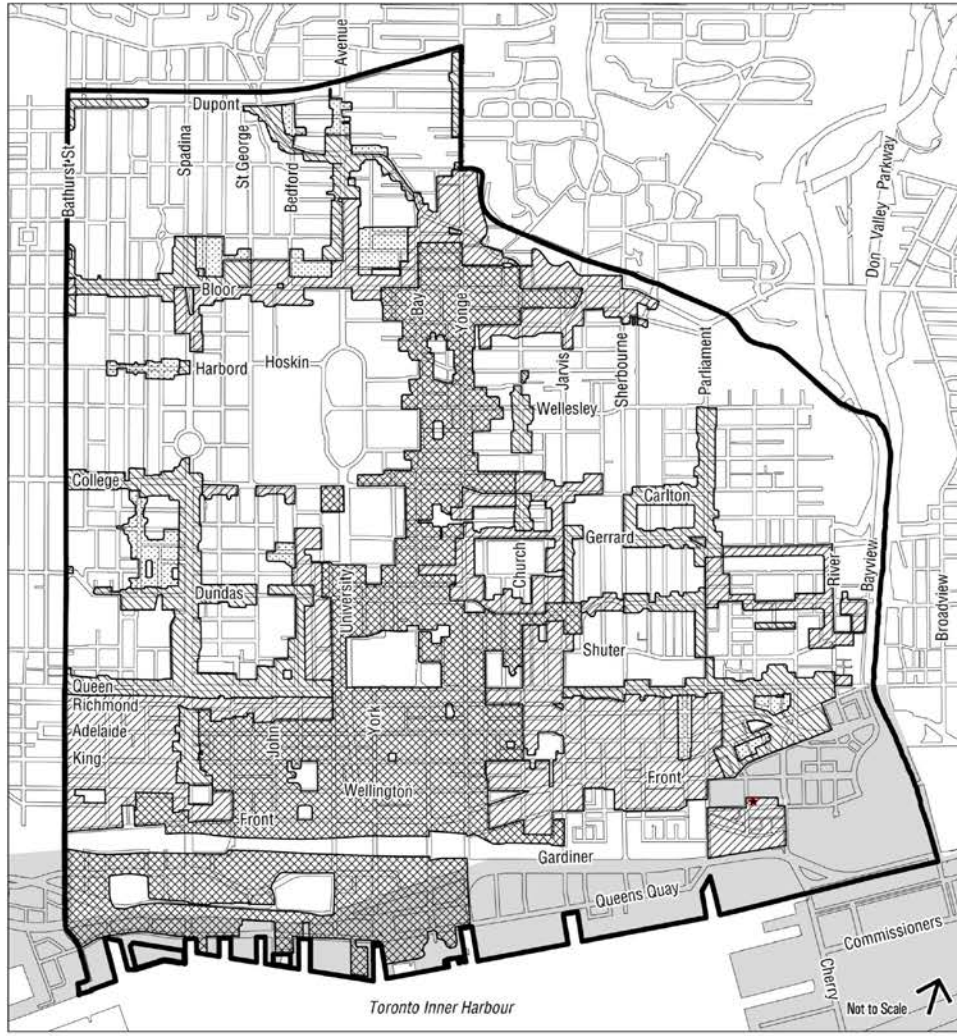 Avenue
Dupont
Bathurst St
Spadina
St George
Bedford
Don Valley Parkway
Bloor
Bay
Yonge
Harbord
Hoskin
Jarvis
Sherbourne
Parliament
Wellesley
College
Carlton
Gerrard
Church
University
Dundas
River
Bayview
Broadview
Shuter
Queen
Richmond
Adelaide
King
John
York
Wellington
Front
Front
Gardiner
Queens Quay
Commissioners
Cherry
Toronto Inner Harbour
Not to Scale